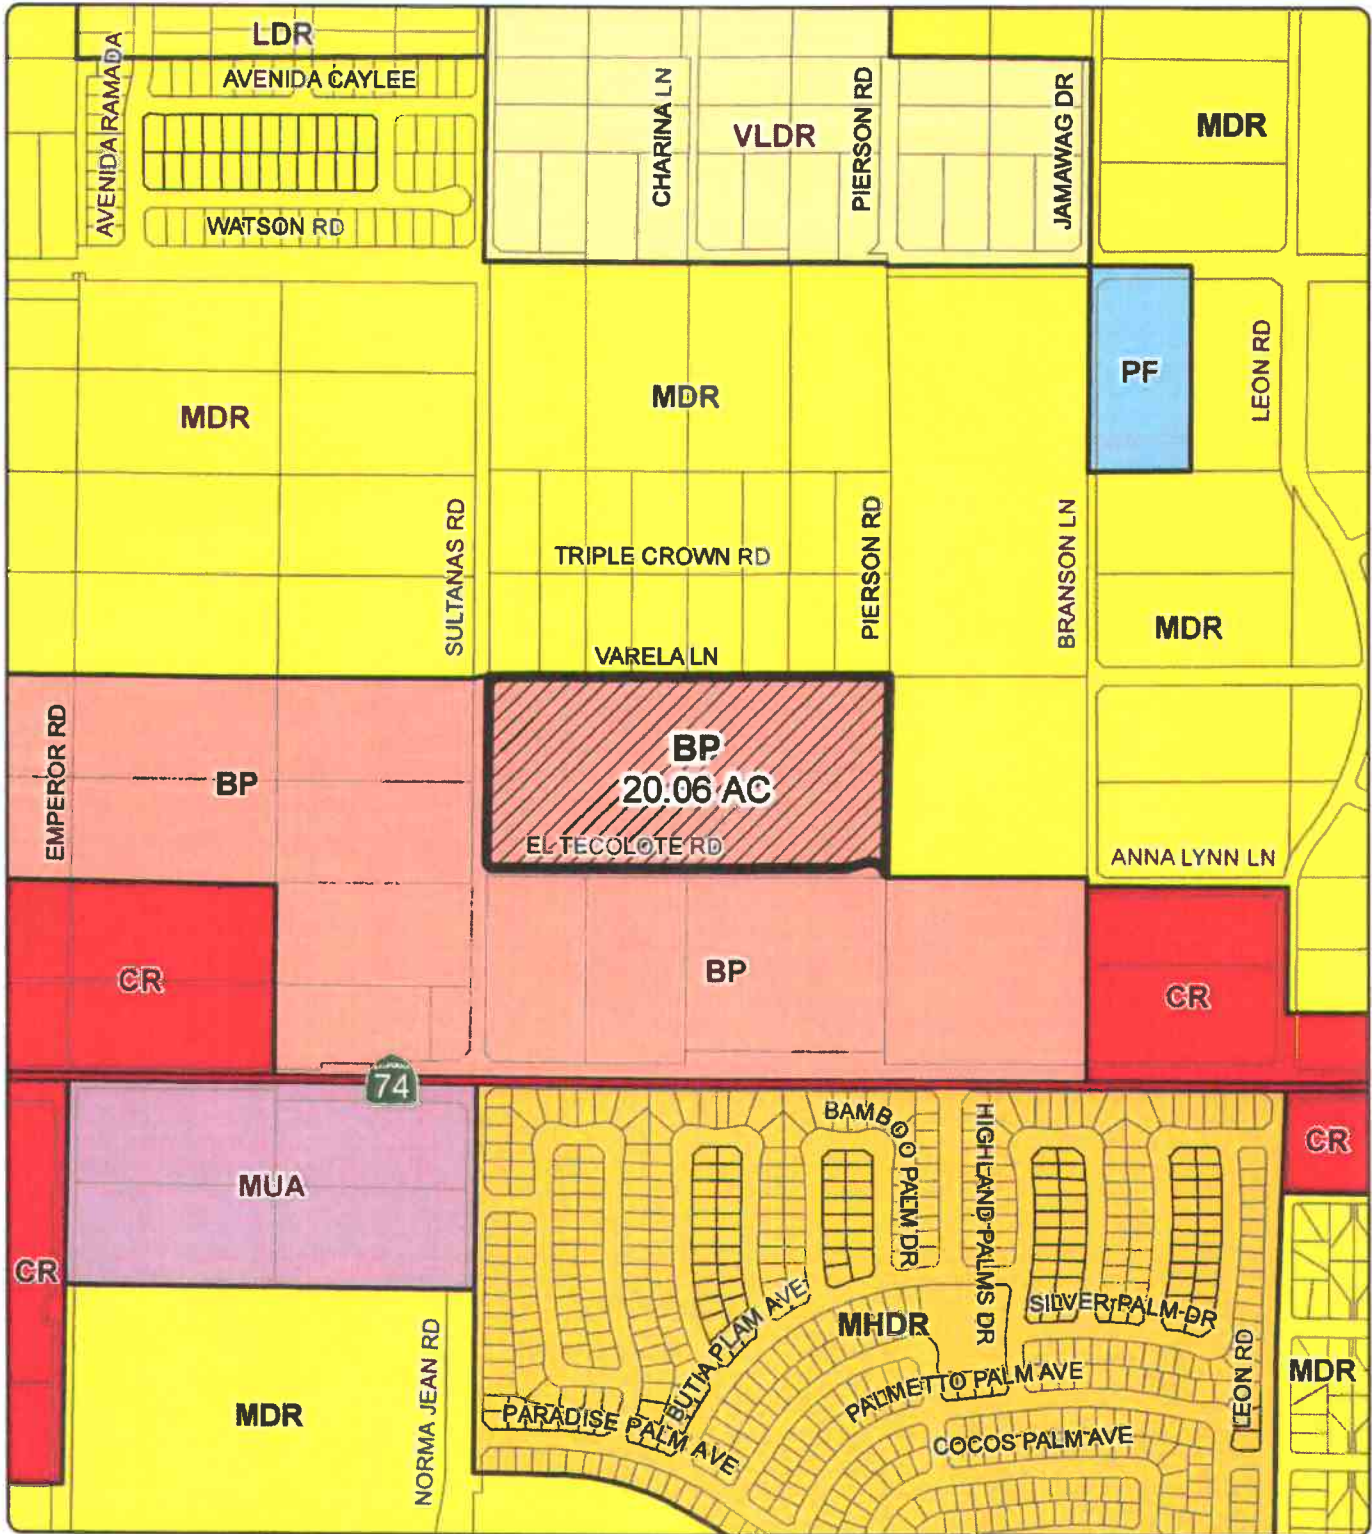 LDR
AVENIDA CAYLEE
AVENIDA RAMADA
WATSON RD
CHARINA LN
VLDR
PIERSON RD
JAMAWAG DR
MDR
PF
LEON RD
MDR
MDR
SULTANAS RD
TRIPLE CROWN RD
PIERSON RD
BRANSON LN
MDR
VARELA LN
EMPEROR RD
BP
BP
20.06 AC
EL TECOLOTE RD
ANNA LYNN LN
CR
BP
CR
74
MUA
BAMBOO PALM DR
HIGHLAND PALMS DR
CR
CR
BUTIA PLAM AVE
MHDR
SILVER PALM DR
NORMA JEAN RD
MDR
PARADISE PALM AVE
PALMETTO PALM AVE
COCOS PALM AVE
LEON RD
MDR